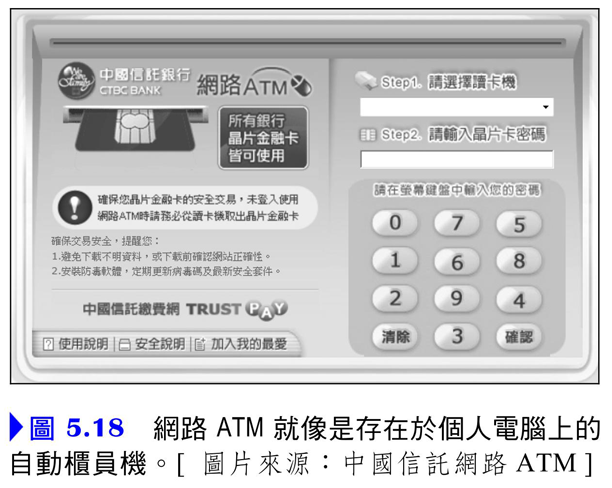 中國信託銀行
CTBC BANK
網路ATM
所有銀行
晶片金融卡
皆可使用
確保您晶片金融卡的安全交易，未登入使用
網路ATM時請務必從讀卡機取出晶片金融卡
確保交易安全，提醒您：
1.避免下載不明資料，或下載前確認網站正確性。
2.安裝防毒軟體，定期更新病毒碼及最新安全套件。
中國信託繳費網 TRUST PAY
使用說明 | 安全說明 | 加入我的最愛
Step1. 請選擇讀卡機
Step2. 請輸入晶片卡密碼
請在螢幕鍵盤中輸入您的密碼
0 7 5
1 6 8
2 9 4
清除 3 確認
圖 5.18 網路 ATM 就像是存在於個人電腦上的
自動櫃員機。[ 圖片來源：中國信託網路 ATM ]